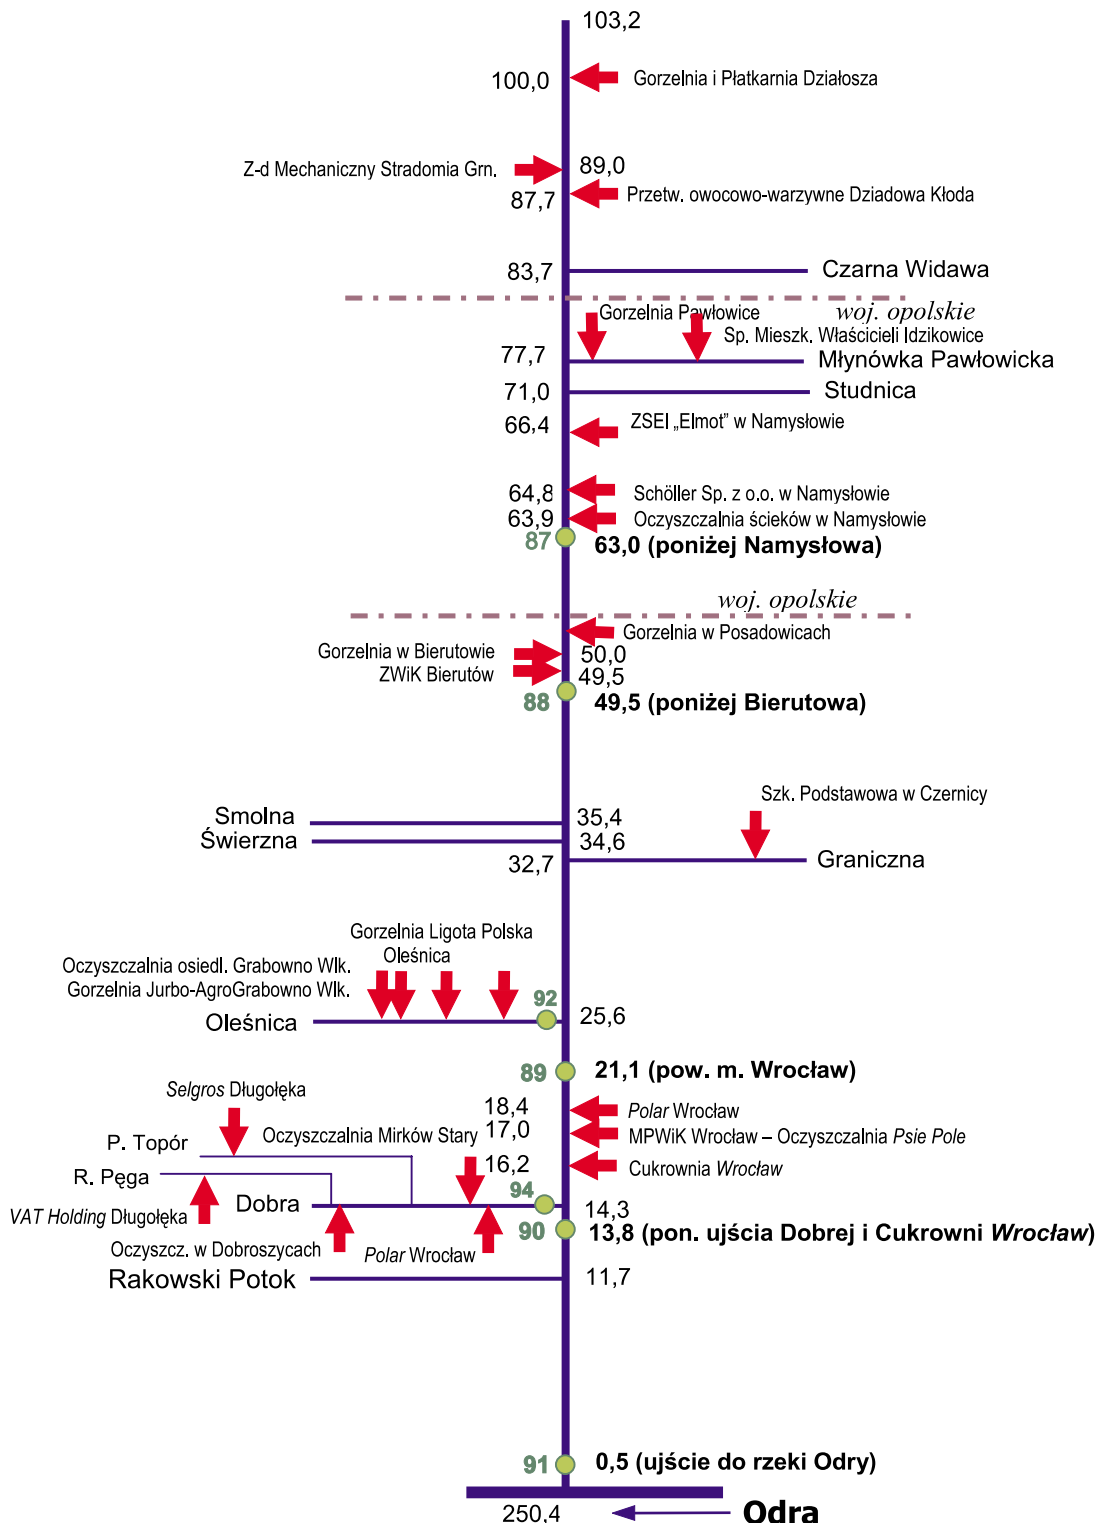 103,2
100,0
Gorzelnia i Płatkarnia Działosza
Z-d Mechaniczny Stradomia Grn.
89,0
87,7
Przetw. owocowo-warzywne Dziadowa Kłoda
83,7
Czarna Widawa
woj. opolskie
Gorzelnia Pawłowice
Sp. Mieszk. Właścicieli Idzikowice
77,7
Młynówka Pawłowicka
71,0
Studnica
66,4
ZSEI „Elmot” w Namysłowie
64,8
Schöller Sp. z o.o. w Namysłowie
63,9
Oczyszczalnia ścieków w Namysłowie
87
63,0 (poniżej Namysłowa)
woj. opolskie
Gorzelnia w Posadowicach
Gorzelnia w Bierutowie
50,0
ZWiK Bierutów
49,5
88
49,5 (poniżej Bierutowa)
Szk. Podstawowa w Czernicy
Smolna
35,4
Świerzna
34,6
32,7
Graniczna
Gorzelnia Ligota Polska
Oleśnica
Oczyszczalnia osiedl. Grabowno Wlk.
Gorzelnia Jurbo-AgroGrabowno Wlk.
92
Oleśnica
25,6
89
21,1 (pow. m. Wrocław)
Selgros Długołęka
18,4
Polar Wrocław
17,0
MPWiK Wrocław – Oczyszczalnia Psie Pole
P. Topór
Oczyszczalnia Mirków Stary
16,2
Cukrownia Wrocław
R. Pęga
94
Dobra
14,3
VAT Holding Długołęka
90
13,8 (pon. ujścia Dobrej i Cukrowni Wrocław)
Oczyszcz. w Dobroszycach
Polar Wrocław
Rakowski Potok
11,7
91
0,5 (ujście do rzeki Odry)
250,4
Odra